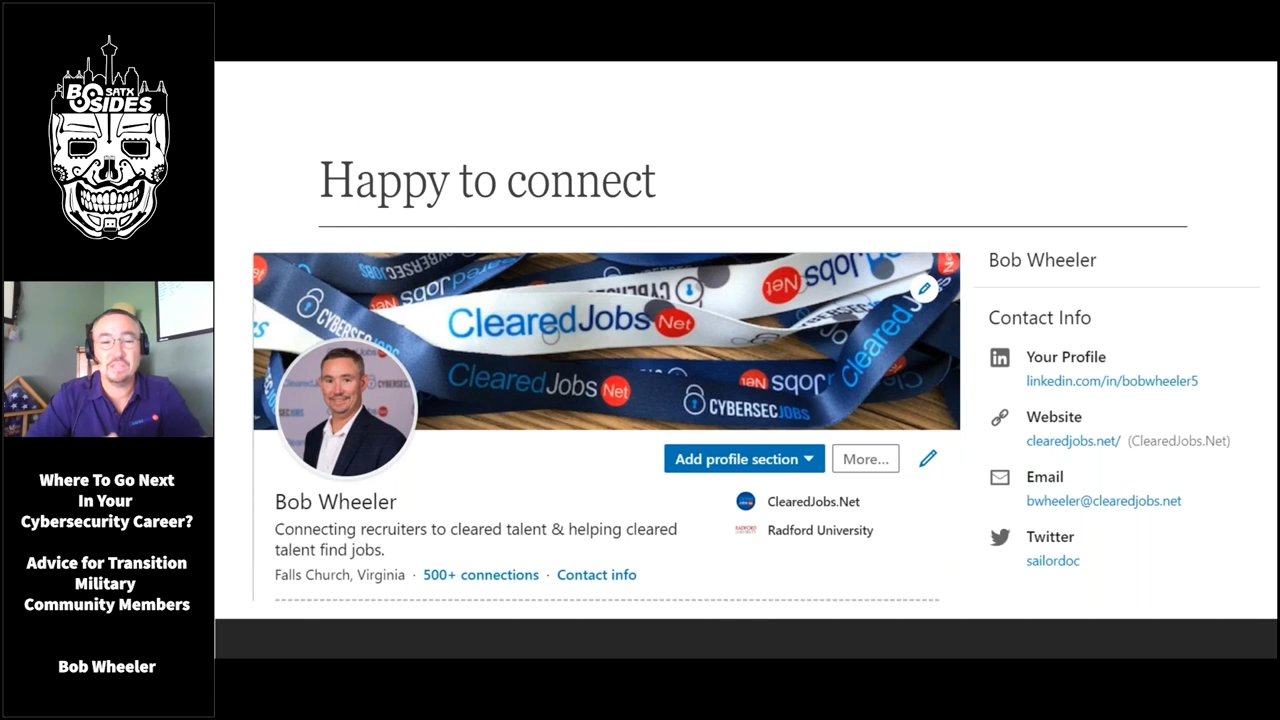 BSIDES SATX
Where To Go Next
In Your
Cybersecurity Career?
Advice for Transition
Military
Community Members
Bob Wheeler
Happy to connect
ClearedJobs.Net
ClearedJobs.Net
CYBERSECJOBS
Add profile section
More...
Bob Wheeler
Connecting recruiters to cleared talent & helping cleared
talent find jobs.
Falls Church, Virginia · 500+ connections · Contact info
ClearedJobs.Net
Radford University
Bob Wheeler
Contact Info
Your Profile
linkedin.com/in/bobwheeler5
Website
clearedjobs.net/ (ClearedJobs.Net)
Email
bwheeler@clearedjobs.net
Twitter
sailordoc